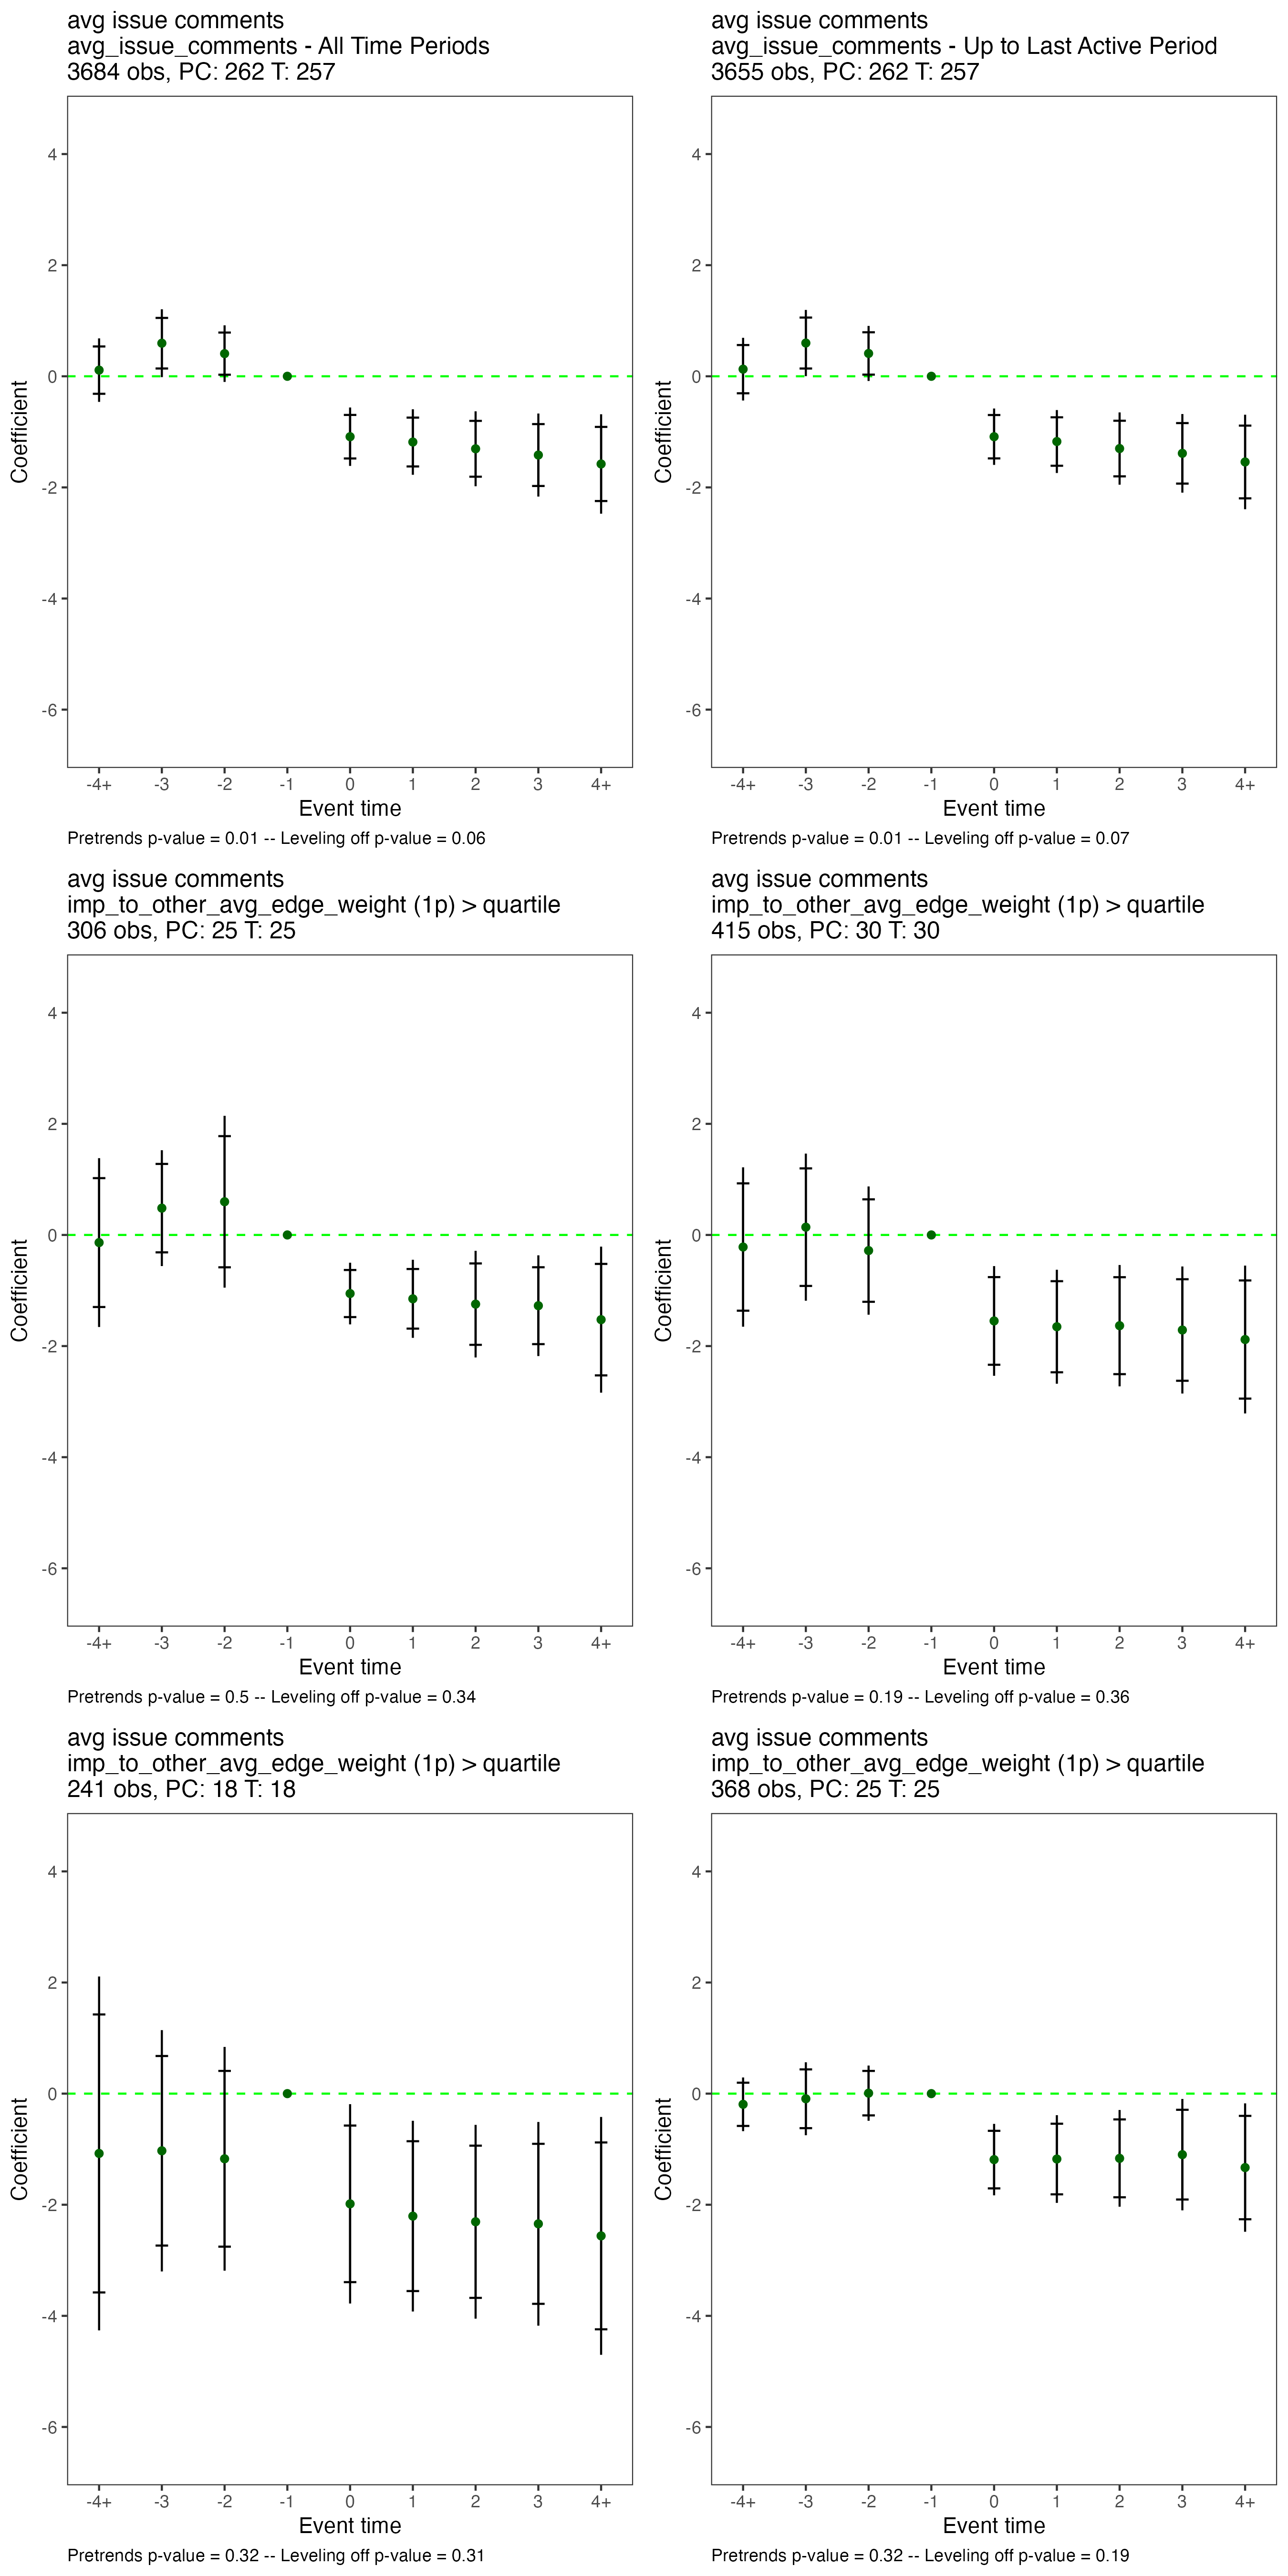 avg issue comments
avg_issue_comments - All Time Periods
3684 obs, PC: 262 T: 257
4
2
0
-2
-4
-6
Coefficient
-4+ -3 -2 -1 0 1 2 3 4+
Event time
Pretrends p-value = 0.01 -- Leveling off p-value = 0.06
avg issue comments
avg_issue_comments - Up to Last Active Period
3655 obs, PC: 262 T: 257
4
2
0
-2
-4
-6
Coefficient
-4+ -3 -2 -1 0 1 2 3 4+
Event time
Pretrends p-value = 0.01 -- Leveling off p-value = 0.07
avg issue comments
imp_to_other_avg_edge_weight (1p) > quartile
306 obs, PC: 25 T: 25
4
2
0
-2
-4
-6
Coefficient
-4+ -3 -2 -1 0 1 2 3 4+
Event time
Pretrends p-value = 0.5 -- Leveling off p-value = 0.34
avg issue comments
imp_to_other_avg_edge_weight (1p) > quartile
415 obs, PC: 30 T: 30
4
2
0
-2
-4
-6
Coefficient
-4+ -3 -2 -1 0 1 2 3 4+
Event time
Pretrends p-value = 0.19 -- Leveling off p-value = 0.36
avg issue comments
imp_to_other_avg_edge_weight (1p) > quartile
241 obs, PC: 18 T: 18
4
2
0
-2
-4
-6
Coefficient
-4+ -3 -2 -1 0 1 2 3 4+
Event time
Pretrends p-value = 0.32 -- Leveling off p-value = 0.31
avg issue comments
imp_to_other_avg_edge_weight (1p) > quartile
368 obs, PC: 25 T: 25
4
2
0
-2
-4
-6
Coefficient
-4+ -3 -2 -1 0 1 2 3 4+
Event time
Pretrends p-value = 0.32 -- Leveling off p-value = 0.19